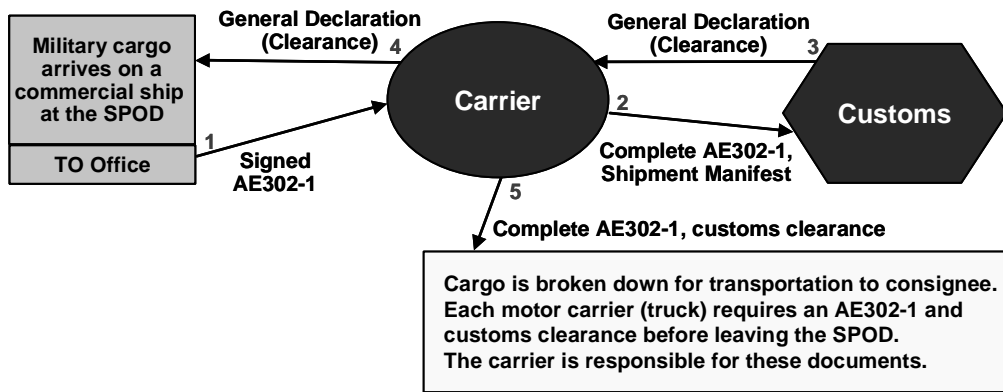 General Declaration
(Clearance)
4
General Declaration
(Clearance)
3
Military cargo
arrives on a
commercial ship
at the SPOD
TO Office
1
Signed
AE302-1
Carrier
2
Complete AE302-1,
Shipment Manifest
Customs
5
Complete AE302-1, customs clearance
Cargo is broken down for transportation to consignee.
Each motor carrier (truck) requires an AE302-1 and
customs clearance before leaving the SPOD.
The carrier is responsible for these documents.